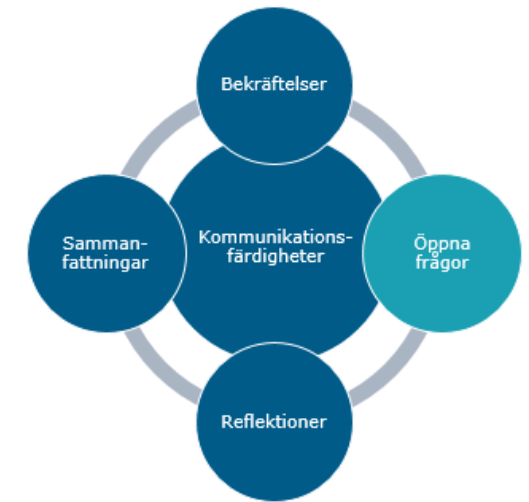 Bekräftelser
Samman-
fattningar
Kommunikations-
färdigheter
Öppna
frågor
Reflektioner